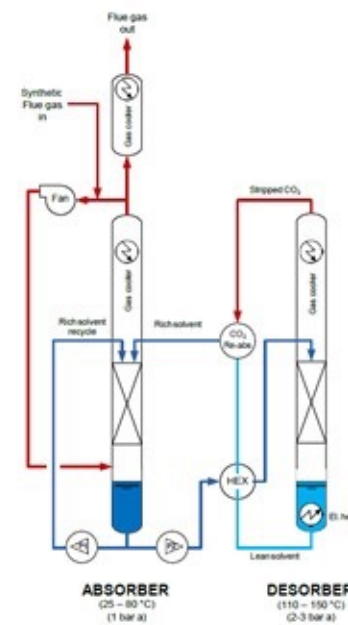 Flue gas
out
Synthetic
Flue gas
in
Gas cooler
Fan
Stripped CO₂
Gas cooler
Gas cooler
Rich solvent
recycle
Rich solvent
CO₂
Re-abs.
HEX
El. he
Lean solvent
ABSORBER
(25 – 80 °C)
(1 bar a)
DESORBER
(110 – 150 °C)
(2-3 bar a)